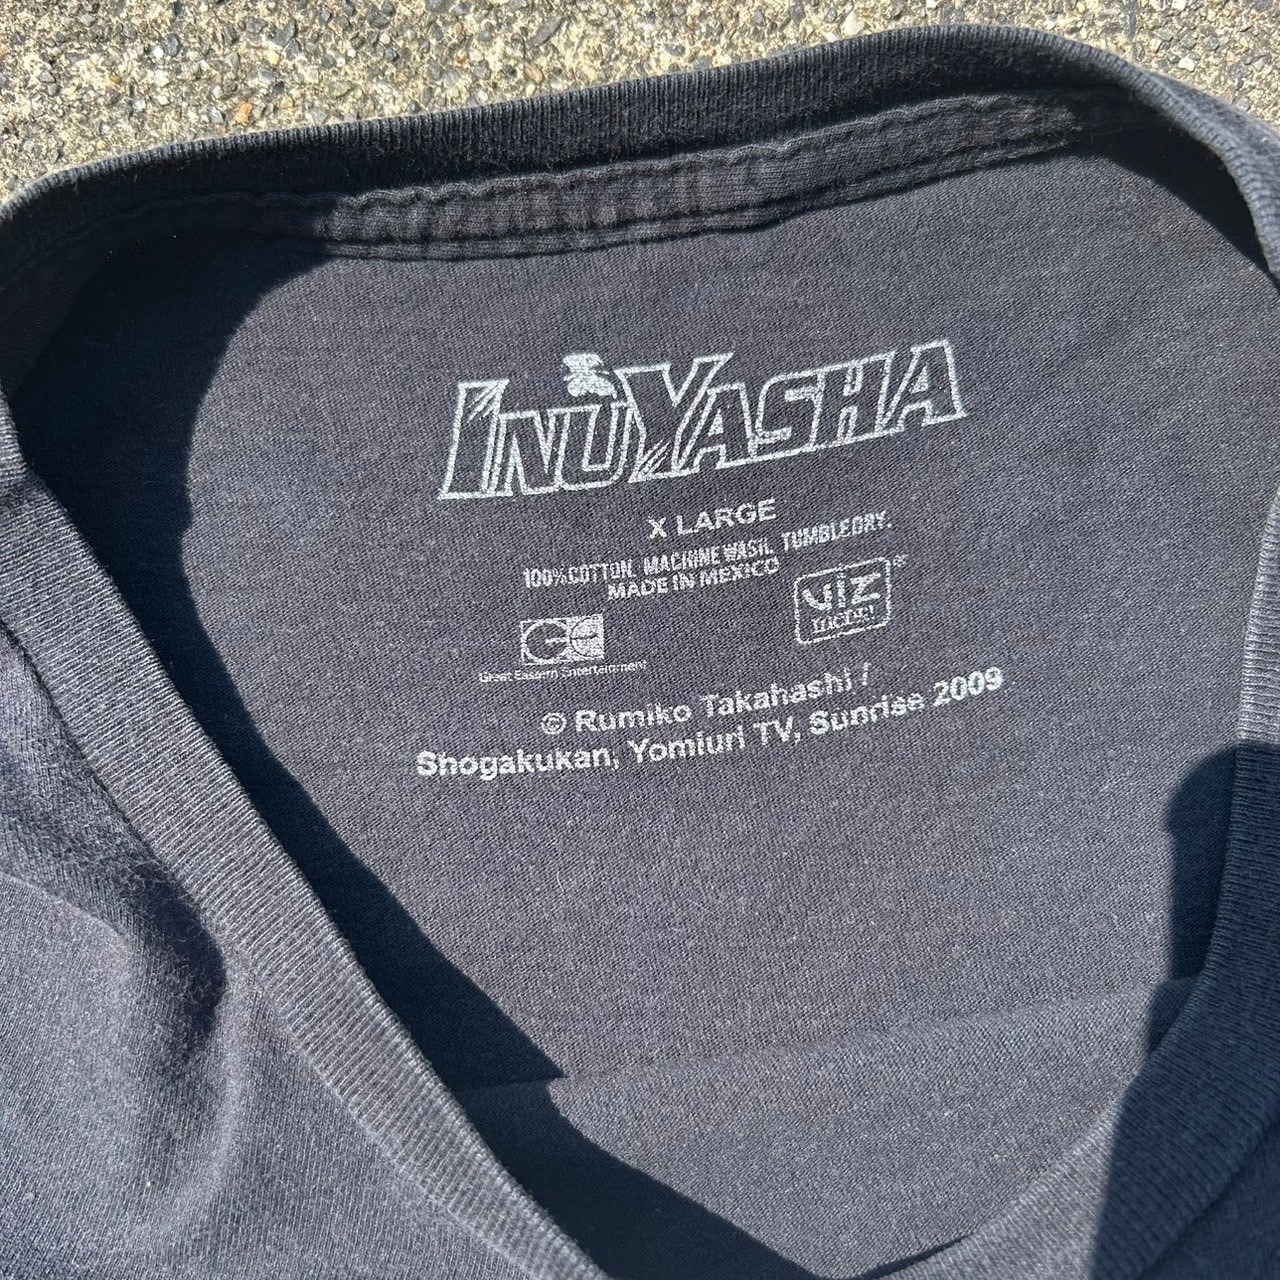 INUYASHA
X LARGE
100% COTTON. MACHINE WASH. TUMBLE DRY.
MADE IN MEXICO
GE
viz
media
Great Eastern Entertainment
© Rumiko Takahashi /
Shogakukan, Yomiuri TV, Sunrise 2009